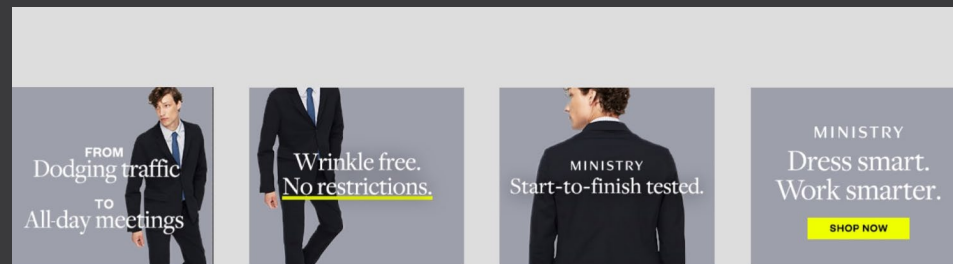 FROM
Dodging traffic
TO
All-day meetings
Wrinkle free.
No restrictions.
MINISTRY
Start-to-finish tested.
MINISTRY
Dress smart.
Work smarter.
SHOP NOW